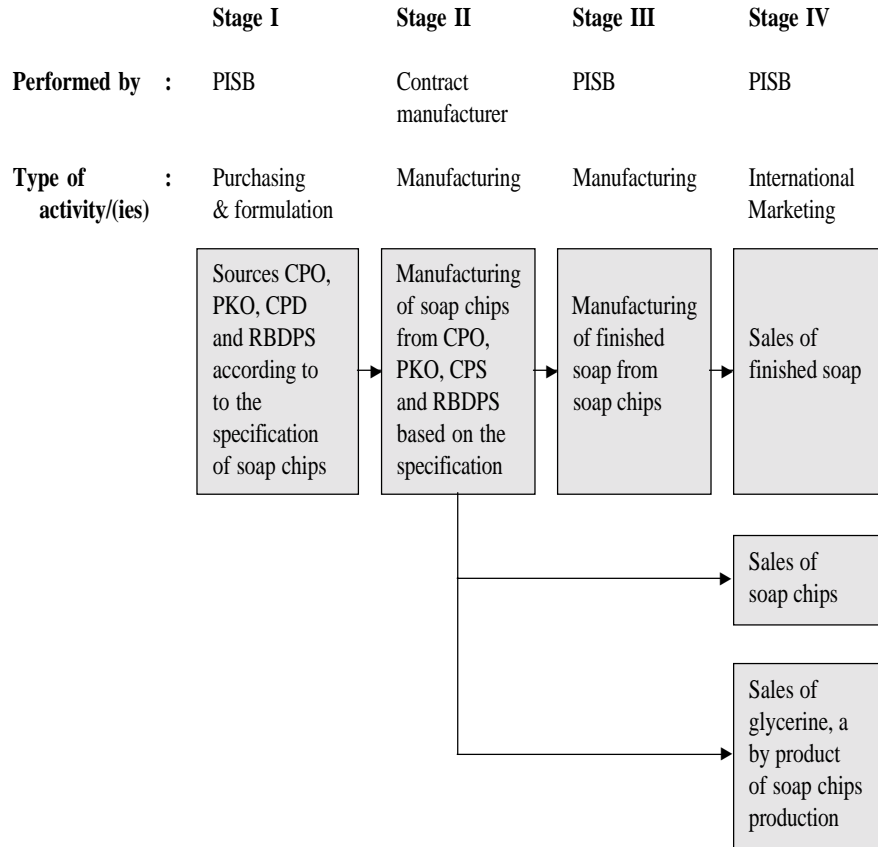 Stage I Stage II Stage III Stage IV
Performed by : PISB Contract PISB PISB
manufacturer
Type of : Purchasing Manufacturing Manufacturing International
activity/(ies) & formulation Marketing
Sources CPO,
PKO, CPD
and RBDPS
according to
to the
specification
of soap chips
Manufacturing
of soap chips
from CPO,
PKO, CPS
and RBDPS
based on the
specification
Manufacturing
of finished
soap from
soap chips
Sales of
finished soap
Sales of
soap chips
Sales of
glycerine, a
by product
of soap chips
production